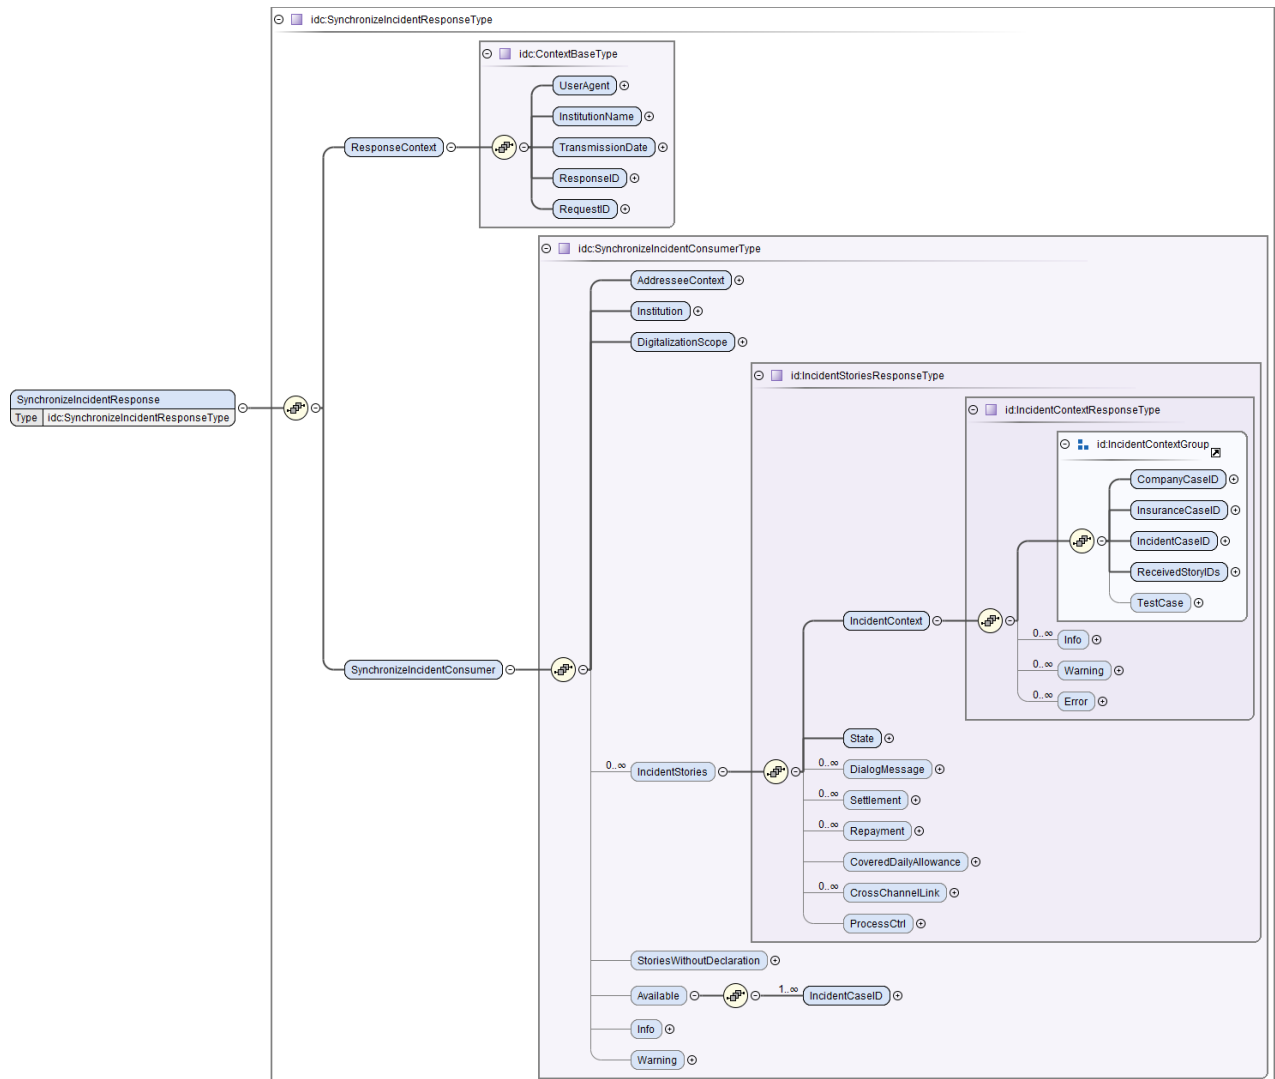 idc:SynchronizeIncidentResponseType
idc:ContextBaseType
UserAgent
InstitutionName
ResponseContext
TransmissionDate
ResponseID
RequestID
idc:SynchronizeIncidentConsumerType
AddresseeContext
Institution
DigitalizationScope
id:IncidentStoriesResponseType
SynchronizeIncidentResponse
Type idc:SynchronizeIncidentResponseType
id:IncidentContextResponseType
id:IncidentContextGroup
CompanyCaseID
InsuranceCaseID
IncidentCaseID
ReceivedStoryIDs
TestCase
IncidentContext
0..∞ Info
SynchronizeIncidentConsumer
0..∞ Warning
0..∞ Error
State
0..∞ IncidentStories
0..∞ DialogMessage
0..∞ Settlement
0..∞ Repayment
CoveredDailyAllowance
0..∞ CrossChannelLink
ProcessCtrl
StoriesWithoutDeclaration
Available 1..∞ IncidentCaseID
Info
Warning